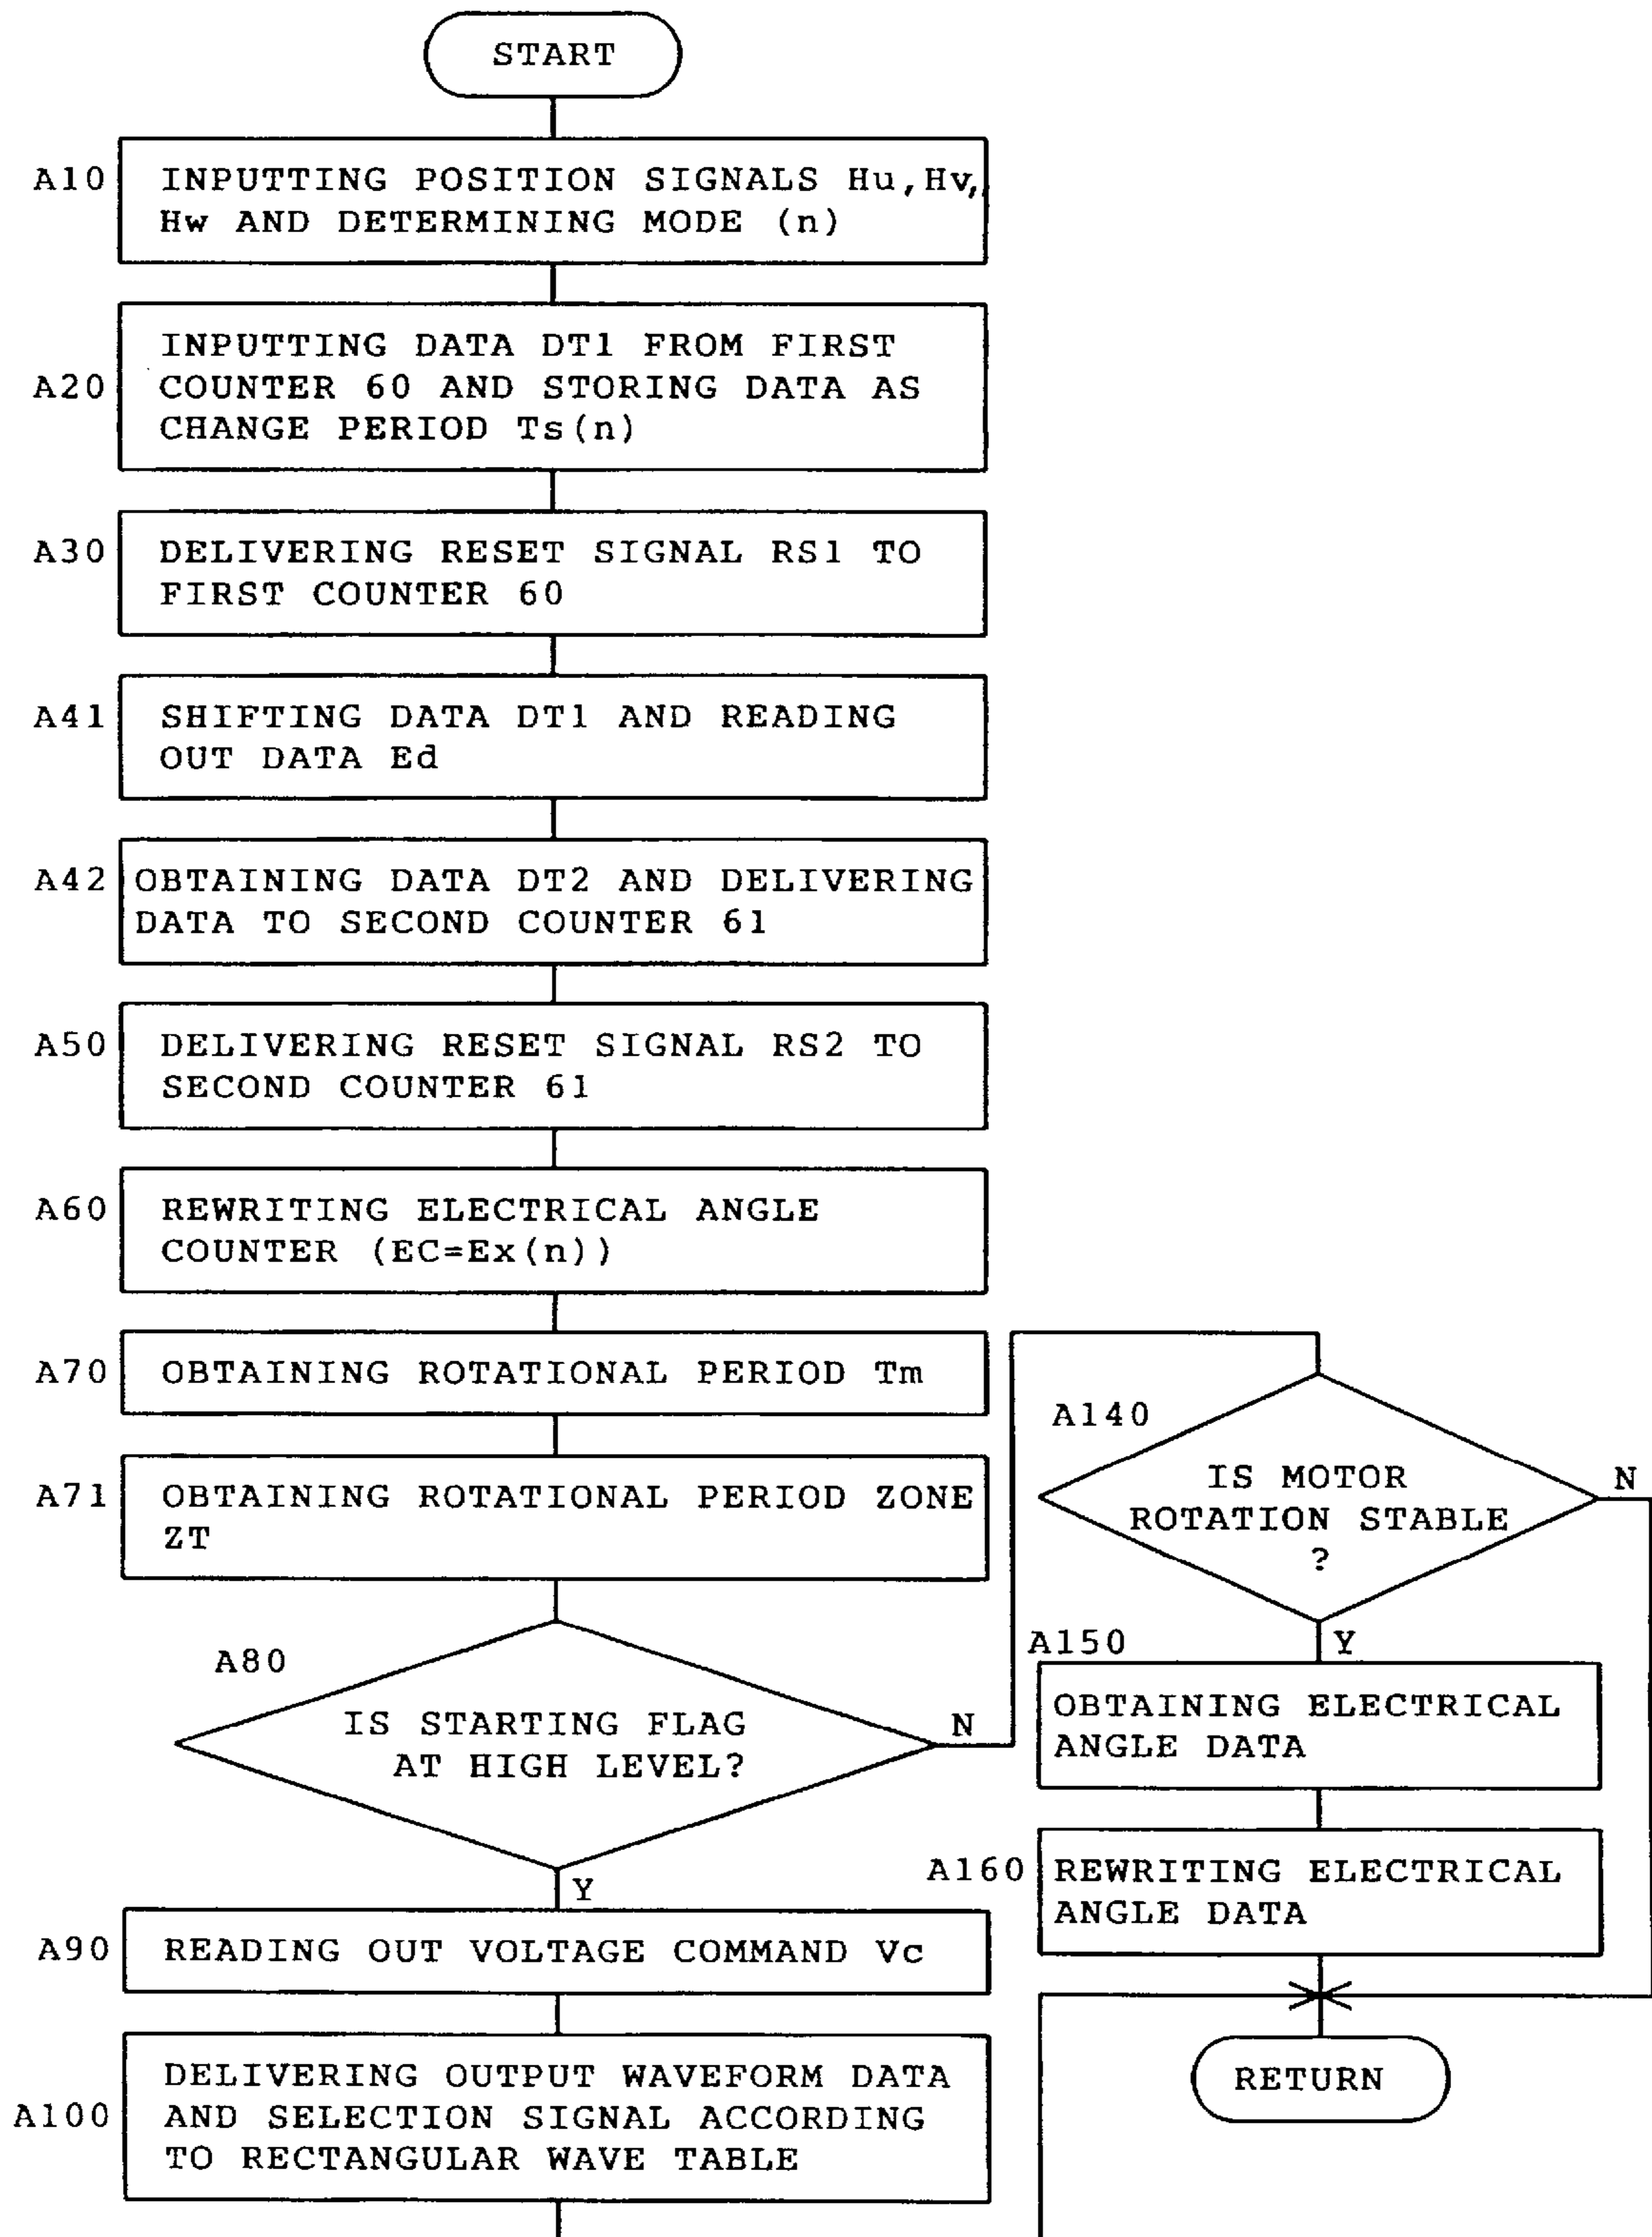 START
A10
INPUTTING POSITION SIGNALS Hu,Hv,
Hw AND DETERMINING MODE (n)
A20
INPUTTING DATA DT1 FROM FIRST
COUNTER 60 AND STORING DATA AS
CHANGE PERIOD Ts(n)
A30
DELIVERING RESET SIGNAL RS1 TO
FIRST COUNTER 60
A41
SHIFTING DATA DT1 AND READING
OUT DATA Ed
A42
OBTAINING DATA DT2 AND DELIVERING
DATA TO SECOND COUNTER 61
A50
DELIVERING RESET SIGNAL RS2 TO
SECOND COUNTER 61
A60
REWRITING ELECTRICAL ANGLE
COUNTER (EC=Ex(n))
A70
OBTAINING ROTATIONAL PERIOD Tm
A71
OBTAINING ROTATIONAL PERIOD ZONE
ZT
A80
IS STARTING FLAG
AT HIGH LEVEL?
N
Y
A90
READING OUT VOLTAGE COMMAND Vc
A100
DELIVERING OUTPUT WAVEFORM DATA
AND SELECTION SIGNAL ACCORDING
TO RECTANGULAR WAVE TABLE
A140
IS MOTOR
ROTATION STABLE
?
N
Y
A150
OBTAINING ELECTRICAL
ANGLE DATA
A160
REWRITING ELECTRICAL
ANGLE DATA
RETURN